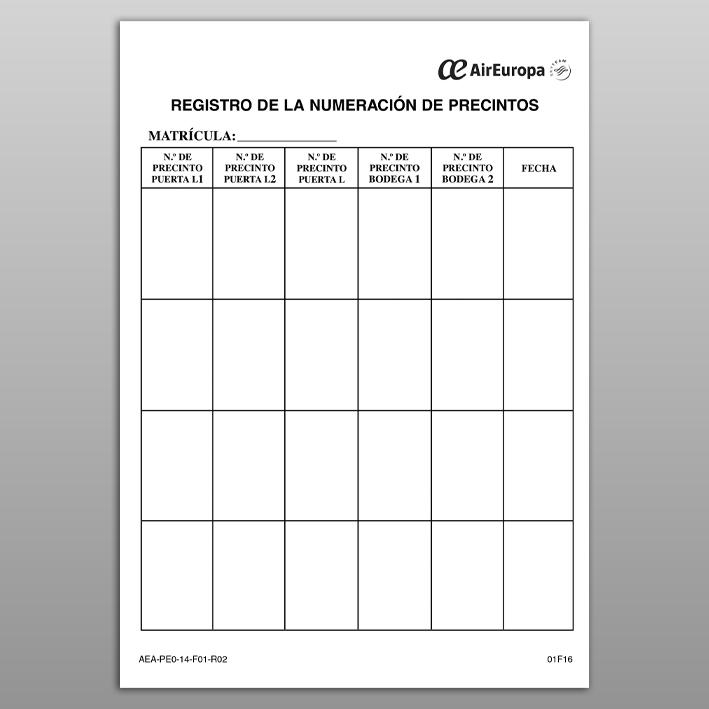 AirEuropa
SKYTEAM
REGISTRO DE LA NUMERACIÓN DE PRECINTOS
MATRÍCULA:
N.º DE PRECINTO PUERTA L1
N.º DE PRECINTO PUERTA L2
N.º DE PRECINTO PUERTA L
N.º DE PRECINTO BODEGA 1
N.º DE PRECINTO BODEGA 2
FECHA
AEA-PE0-14-F01-R02
01F16